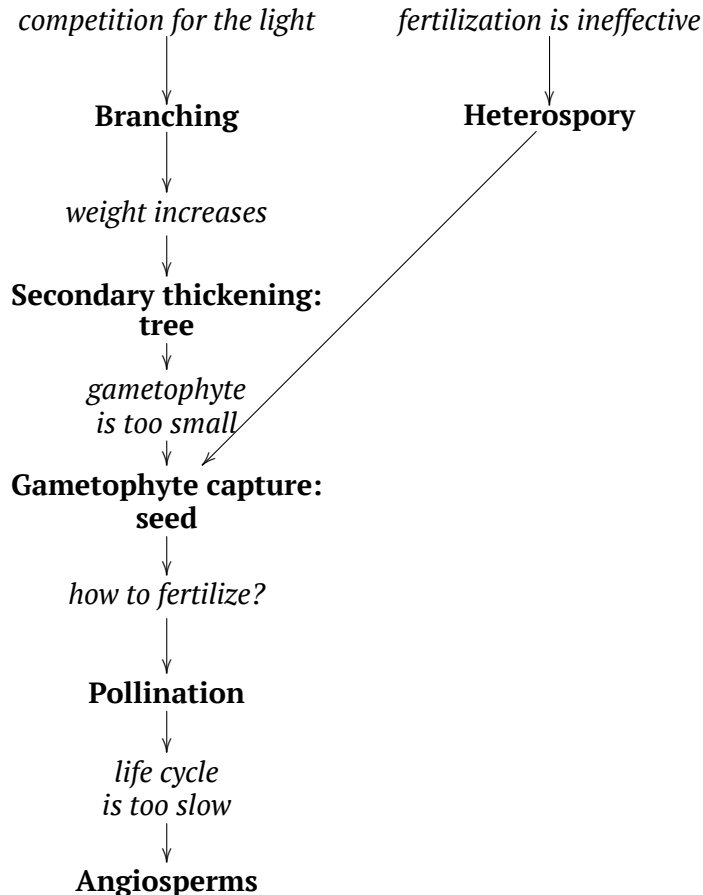 competition for the light
fertilization is ineffective
Branching
Heterospory
weight increases
Secondary thickening:
tree
gametophyte
is too small
Gametophyte capture:
seed
how to fertilize?
Pollination
life cycle
is too slow
Angiosperms